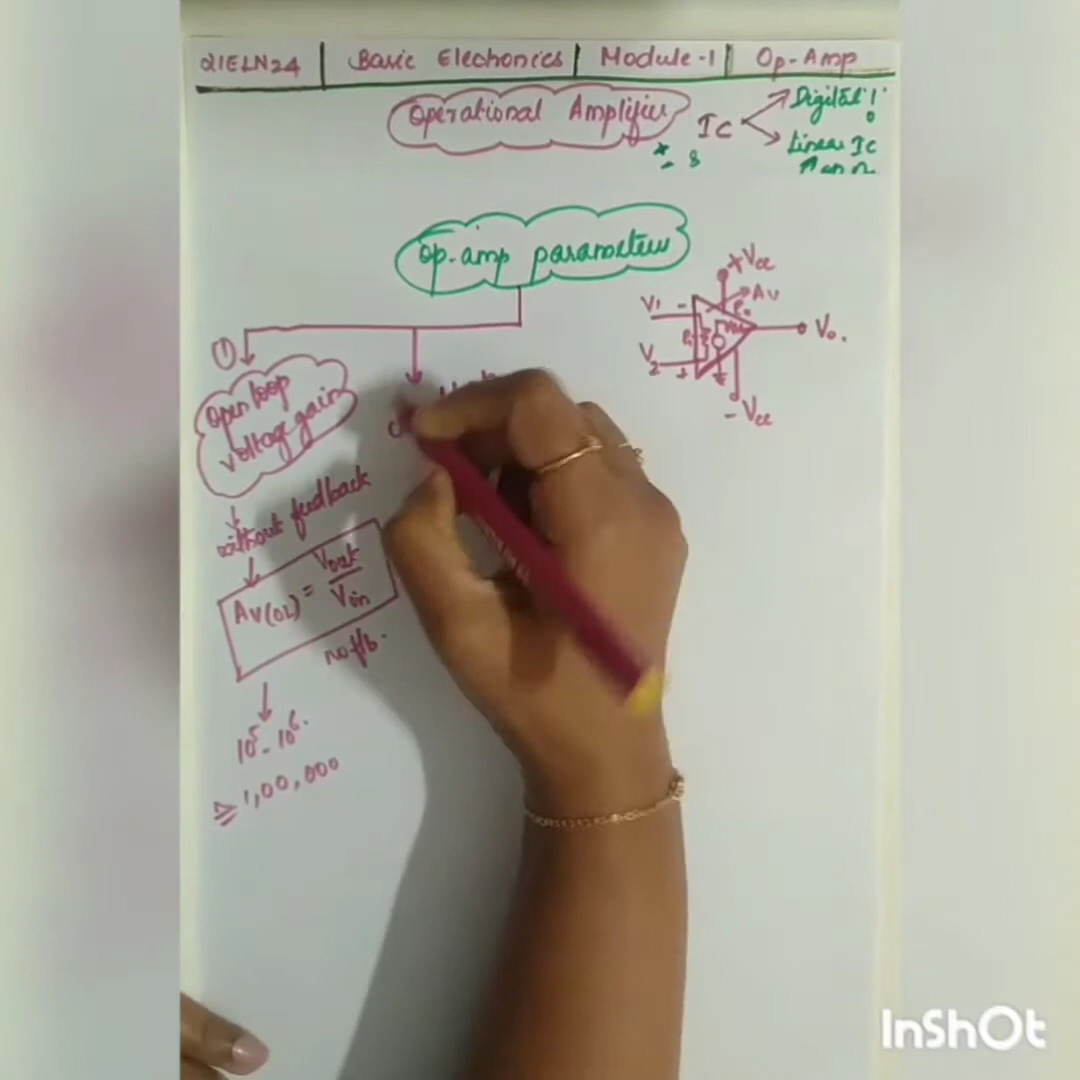 21ELN24 | Basic Electronics | Module-1 | Op-Amp
Operational Amplifier
IC
Digital
Linear IC
Op-amp parameters
①
Open loop
voltage gain
without feedback
Av(OL) = Vout / Vin
no f/b.
10⁵ - 10⁶.
≥ 1,00,000
+Vcc
Av
V1 -
V2 +
Vo.
- Vcc
InShOt